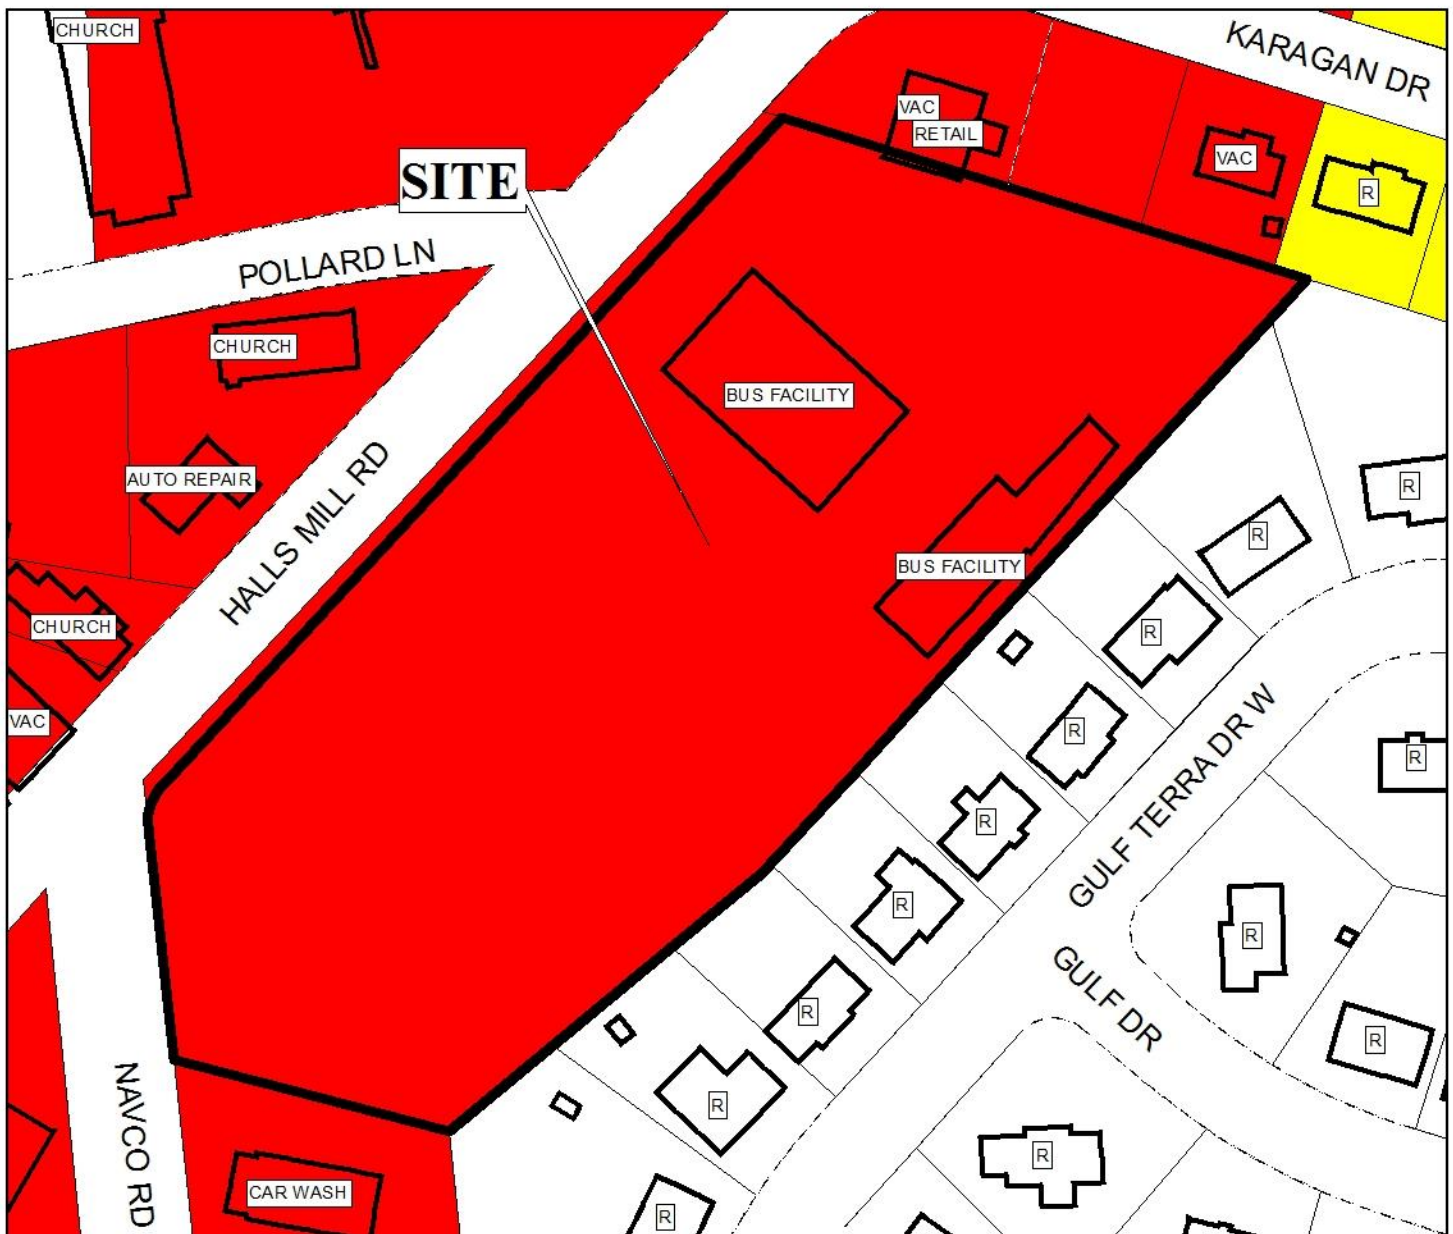 CHURCH
KARAGAN DR
VAC
RETAIL
VAC
R
SITE
POLLARD LN
CHURCH
BUS FACILITY
AUTO REPAIR
HALLS MILL RD
R
R
BUS FACILITY
CHURCH
R
VAC
R
R
GULF TERRA DR W
R
R
R
R
GULF DR
R
R
R
NAVCO RD
R
CAR WASH
R